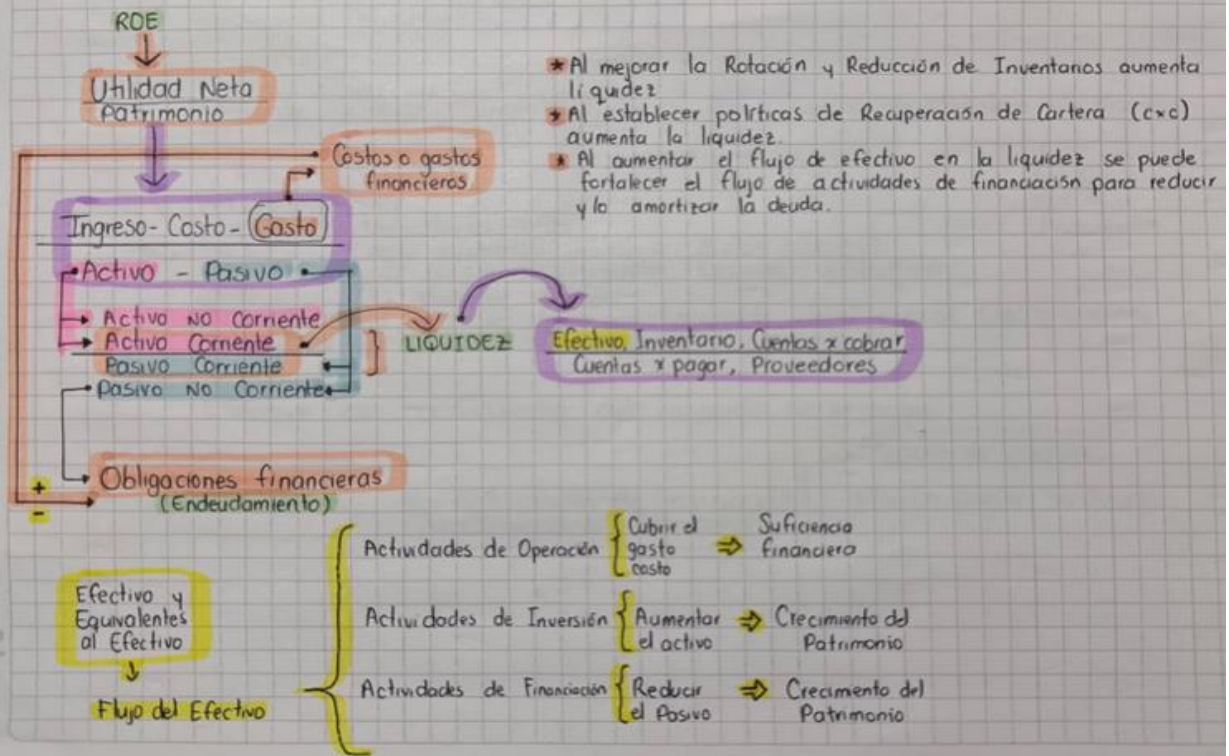 ROE
Utilidad Neta
Patrimonio
Costos o gastos
financieros
Ingreso - Costo - Gasto
Activo - Pasivo
Activo NO Corriente
Activo Corriente
Pasivo Corriente
Pasivo NO Corriente
LIQUIDEZ
Efectivo, Inventario, Cuentas x cobrar
Cuentas x pagar, Proveedores
Obligaciones financieras
(Endeudamiento)
+
-
* Al mejorar la Rotación y Reducción de Inventarios aumenta
liquidez
* Al establecer políticas de Recuperación de Cartera (cxc)
aumenta la liquidez.
* Al aumentar el flujo de efectivo en la liquidez se puede
fortalecer el flujo de actividades de financiación para reducir
y/o amortizar la deuda.
Efectivo y
Equivalentes
al Efectivo
Flujo del Efectivo
Actividades de Operación
Cubrir el
gasto
costo
Suficiencia
financiera
Actividades de Inversión
Aumentar
el activo
Crecimiento del
Patrimonio
Actividades de Financiación
Reducir
el Pasivo
Crecimento del
Patrimonio